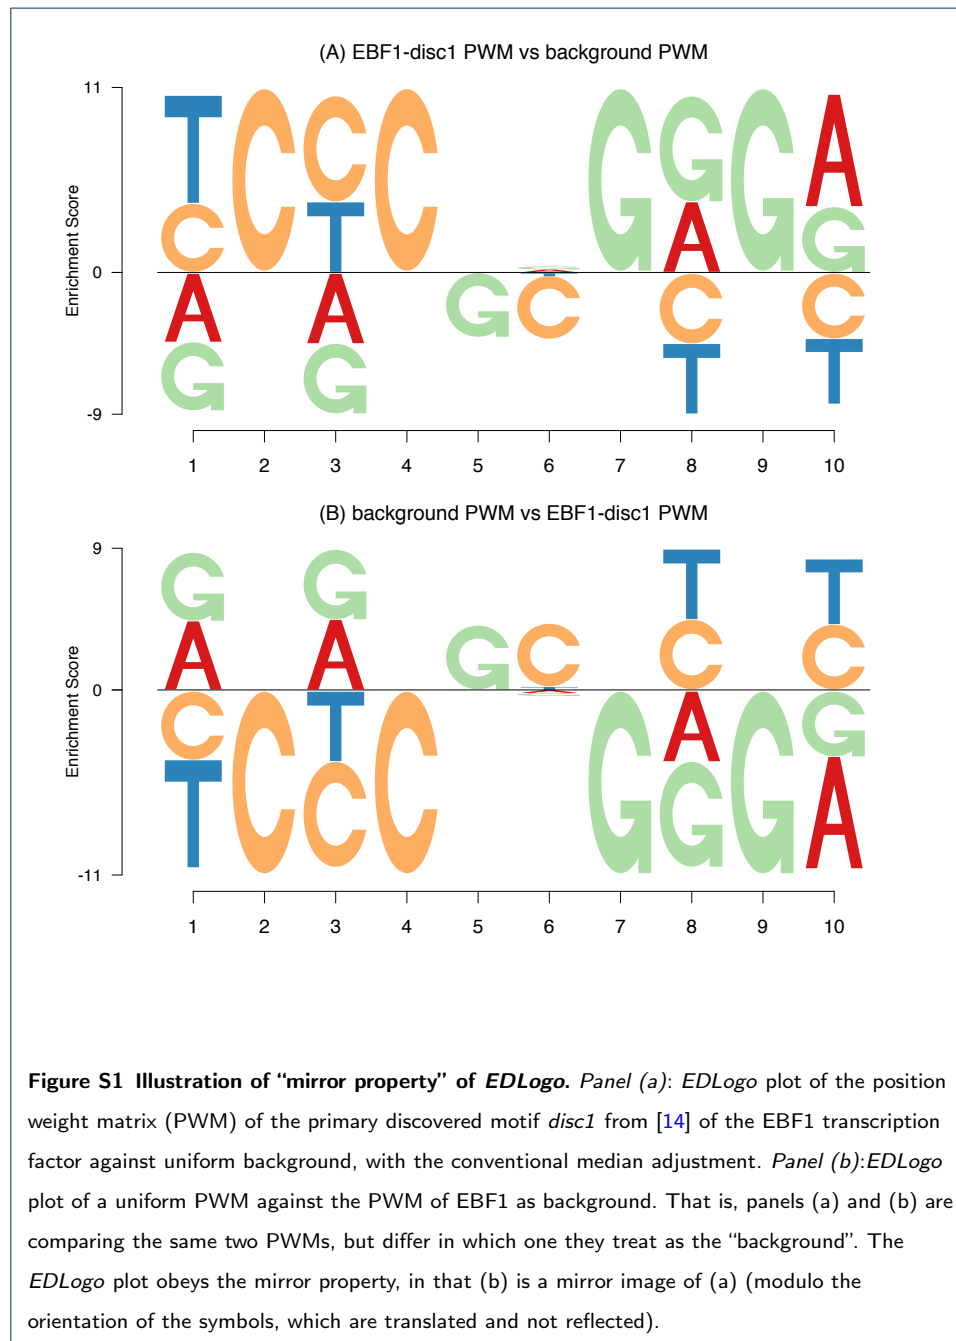 (A) EBF1-disc1 PWM vs background PWM
11
0
-9
Enrichment Score
T C C C G G G A
C T A G
A A G C C C
G G T T
1 2 3 4 5 6 7 8 9 10
(B) background PWM vs EBF1-disc1 PWM
9
0
-11
Enrichment Score
G G T T
A A G C C C
C C T C G A G G
T C G A
1 2 3 4 5 6 7 8 9 10
Figure S1 Illustration of “mirror property” of EDLogo. Panel (a): EDLogo plot of the position
weight matrix (PWM) of the primary discovered motif disc1 from [14] of the EBF1 transcription
factor against uniform background, with the conventional median adjustment. Panel (b):EDLogo
plot of a uniform PWM against the PWM of EBF1 as background. That is, panels (a) and (b) are
comparing the same two PWMs, but differ in which one they treat as the “background”. The
EDLogo plot obeys the mirror property, in that (b) is a mirror image of (a) (modulo the
orientation of the symbols, which are translated and not reflected).